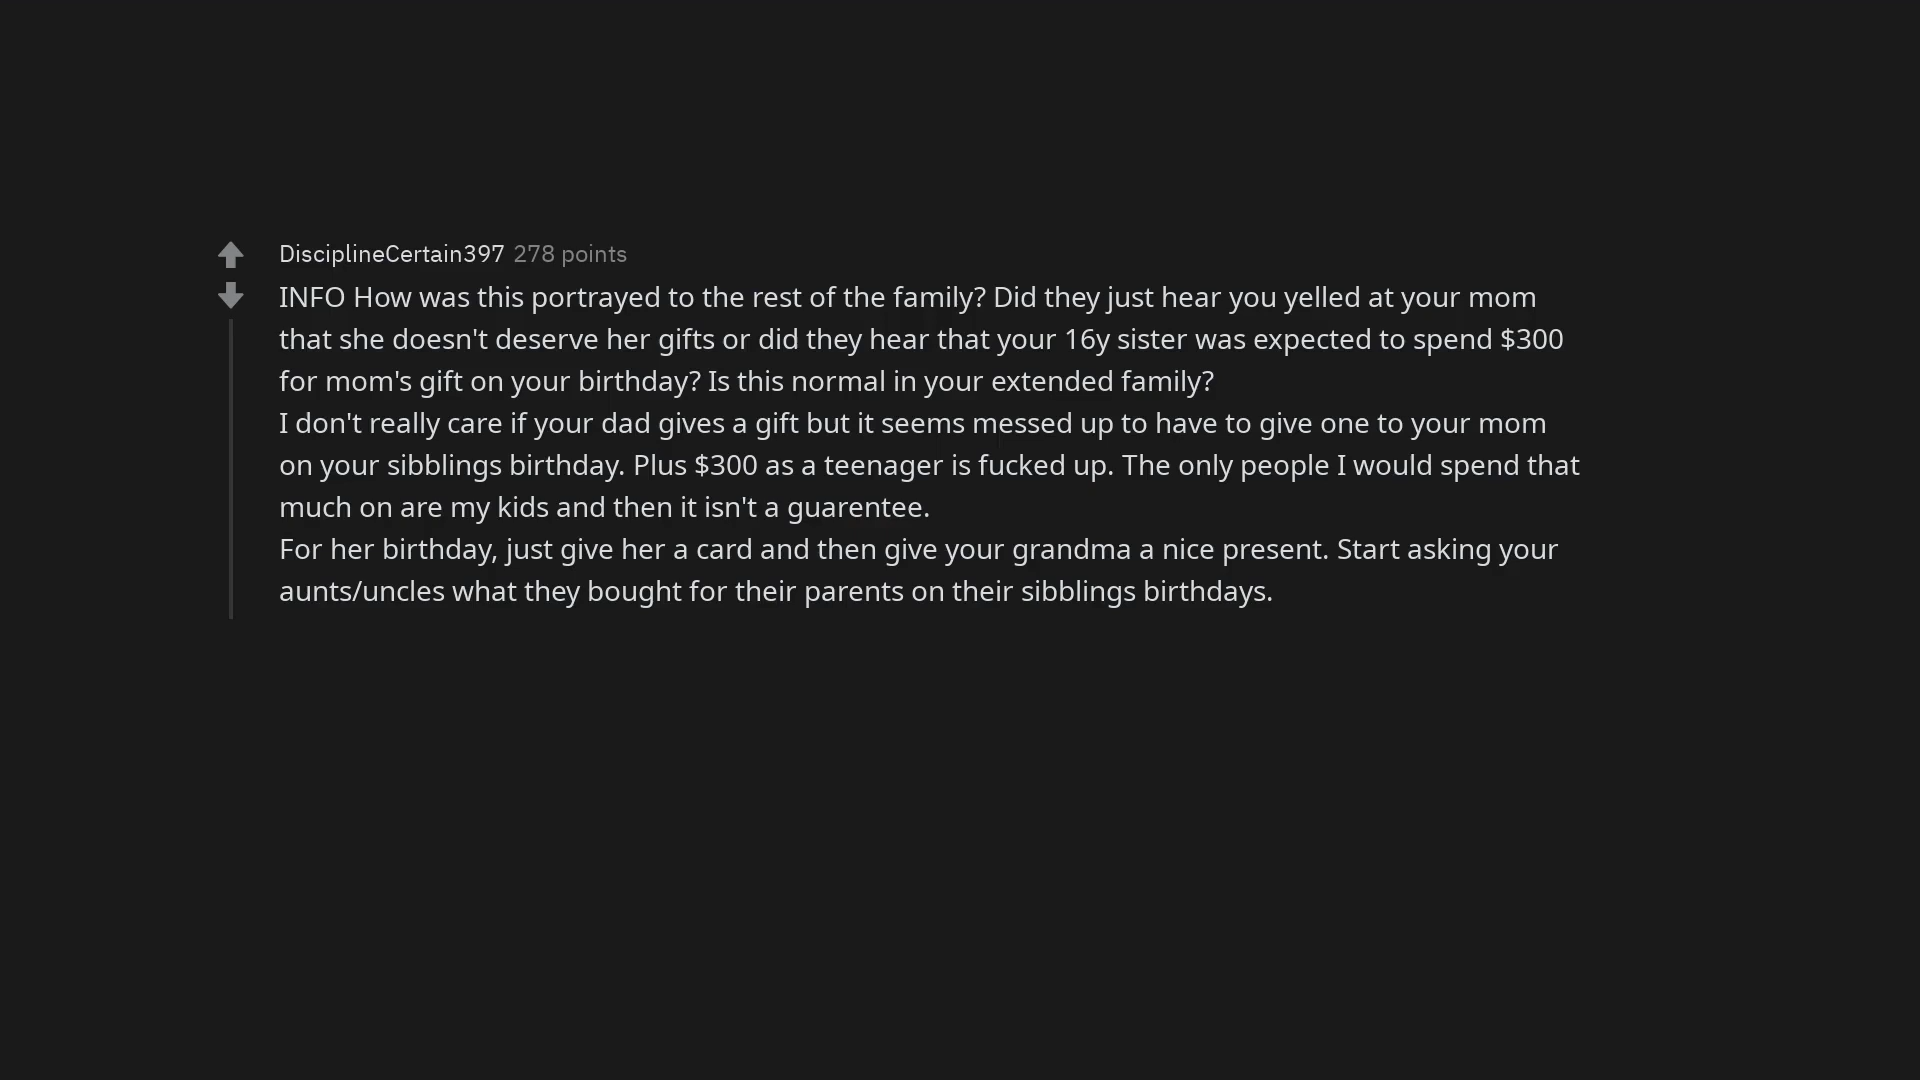 DisciplineCertain397 278 points
INFO How was this portrayed to the rest of the family? Did they just hear you yelled at your mom
that she doesn't deserve her gifts or did they hear that your 16y sister was expected to spend $300
for mom's gift on your birthday? Is this normal in your extended family?
I don't really care if your dad gives a gift but it seems messed up to have to give one to your mom
on your sibblings birthday. Plus $300 as a teenager is fucked up. The only people I would spend that
much on are my kids and then it isn't a guarentee.
For her birthday, just give her a card and then give your grandma a nice present. Start asking your
aunts/uncles what they bought for their parents on their sibblings birthdays.